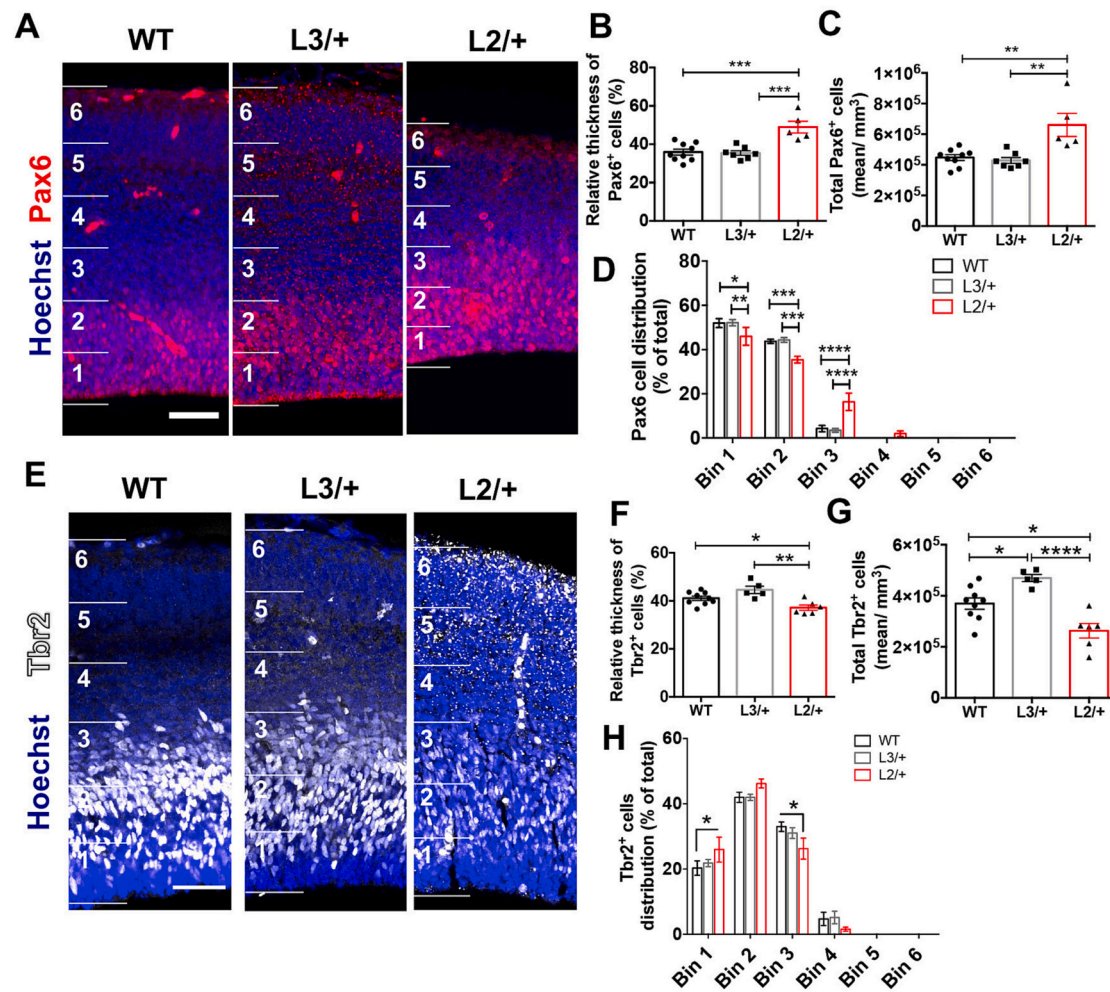 A
WT
L3/+
L2/+
Hoechst Pax6
6
5
4
3
2
1
6
5
4
3
2
1
6
5
4
3
2
1
B
Relative thickness of
Pax6+ cells (%)
80
60
40
20
0
***
***
WT
L3/+
L2/+
C
Total Pax6+ cells
(mean/ mm3)
1×10^6
8×10^5
6×10^5
4×10^5
2×10^5
0
**
**
WT
L3/+
L2/+
D
Pax6 cell distribution
(% of total)
80
60
40
20
0
*
**
***
***
****
****
WT
L3/+
L2/+
Bin 1
Bin 2
Bin 3
Bin 4
Bin 5
Bin 6
E
WT
L3/+
L2/+
Hoechst Tbr2
6
5
4
3
2
1
6
5
4
3
2
1
6
5
4
3
2
1
F
Relative thickness of
Tbr2+ cells (%)
60
40
20
0
*
**
WT
L3/+
L2/+
G
Total Tbr2+ cells
(mean/ mm3)
6×10^5
4×10^5
2×10^5
0
*
*
****
WT
L3/+
L2/+
H
Tbr2+ cells
distribution (% of total)
60
40
20
0
*
*
WT
L3/+
L2/+
Bin 1
Bin 2
Bin 3
Bin 4
Bin 5
Bin 6